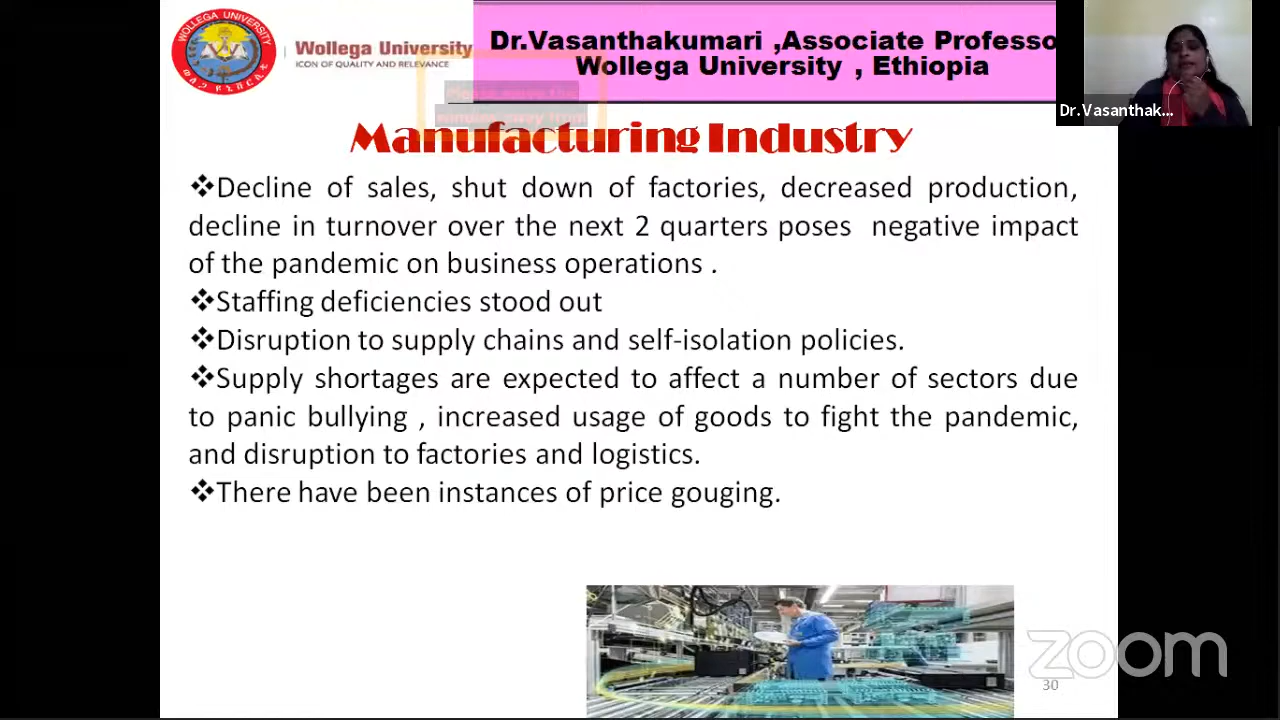 WOLLEGA UNIVERSITY
Wollega University
ICON OF QUALITY AND RELEVANCE
Dr.Vasanthakumari ,Associate Professo
Wollega University , Ethiopia
Dr.Vasanthak...
Manufacturing Industry
❖Decline of sales, shut down of factories, decreased production,
decline in turnover over the next 2 quarters poses negative impact
of the pandemic on business operations .
❖Staffing deficiencies stood out
❖Disruption to supply chains and self-isolation policies.
❖Supply shortages are expected to affect a number of sectors due
to panic bullying , increased usage of goods to fight the pandemic,
and disruption to factories and logistics.
❖There have been instances of price gouging.
zoom
30